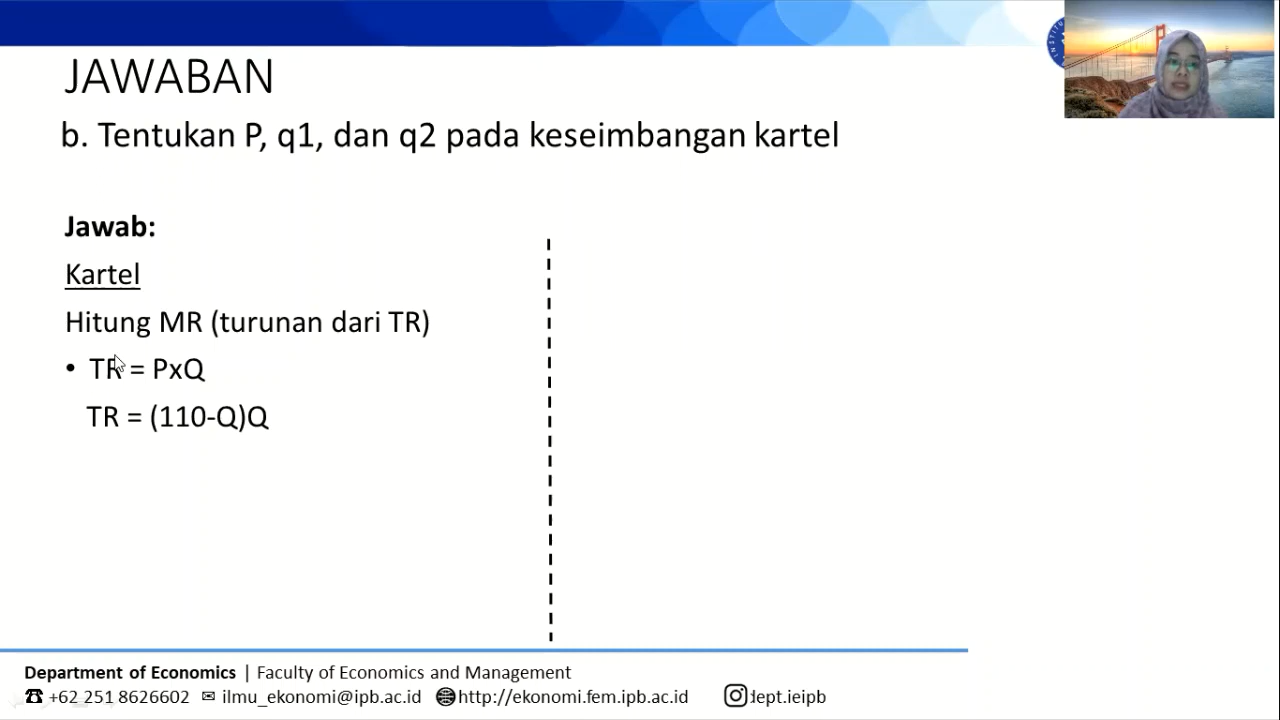 JAWABAN
b. Tentukan P, q1, dan q2 pada keseimbangan kartel
Jawab:
Kartel
Hitung MR (turunan dari TR)
• TR = PxQ
TR = (110-Q)Q
Department of Economics | Faculty of Economics and Management
☎ +62 251 8626602 ✉ ilmu_ekonomi@ipb.ac.id http://ekonomi.fem.ipb.ac.id dept.ieipb